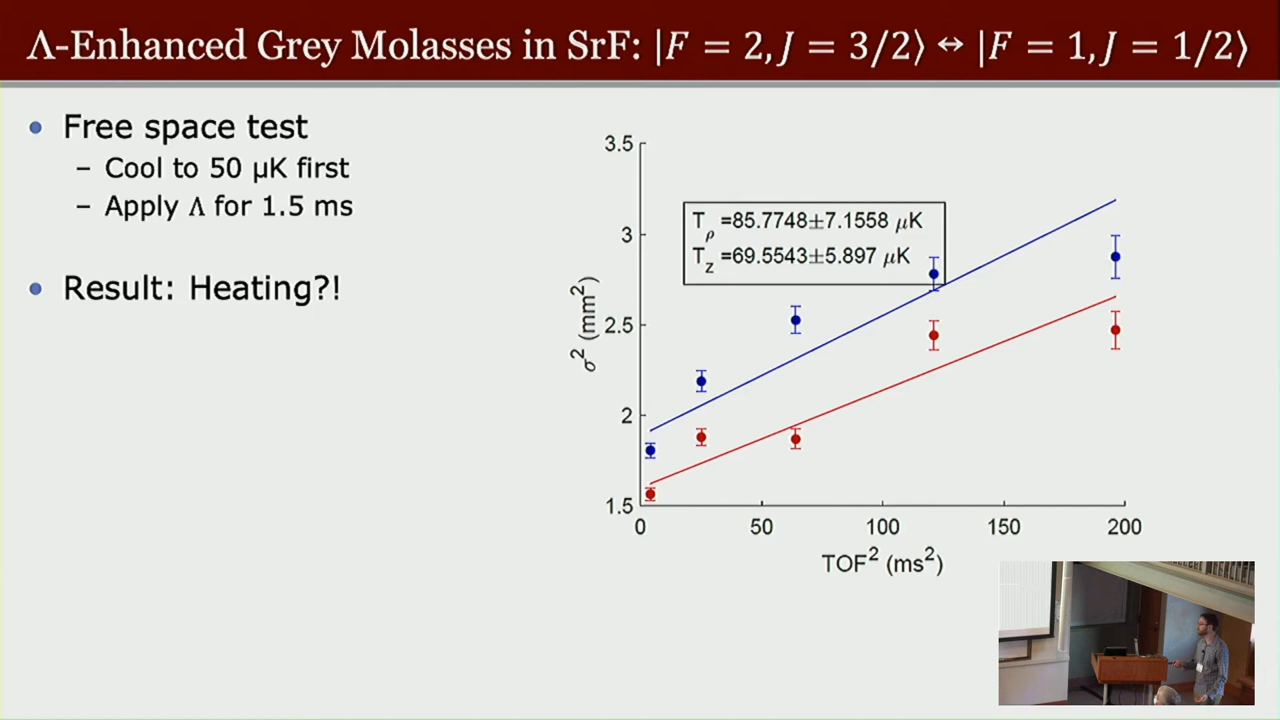 Λ-Enhanced Grey Molasses in SrF: |F = 2, J = 3/2⟩ ↔ |F = 1, J = 1/2⟩
• Free space test
– Cool to 50 µK first
– Apply Λ for 1.5 ms
• Result: Heating?!
3.5
3
2.5
2
1.5
σ² (mm²)
Tρ =85.7748±7.1558 µK
Tz =69.5543±5.897 µK
0 50 100 150 200
TOF² (ms²)